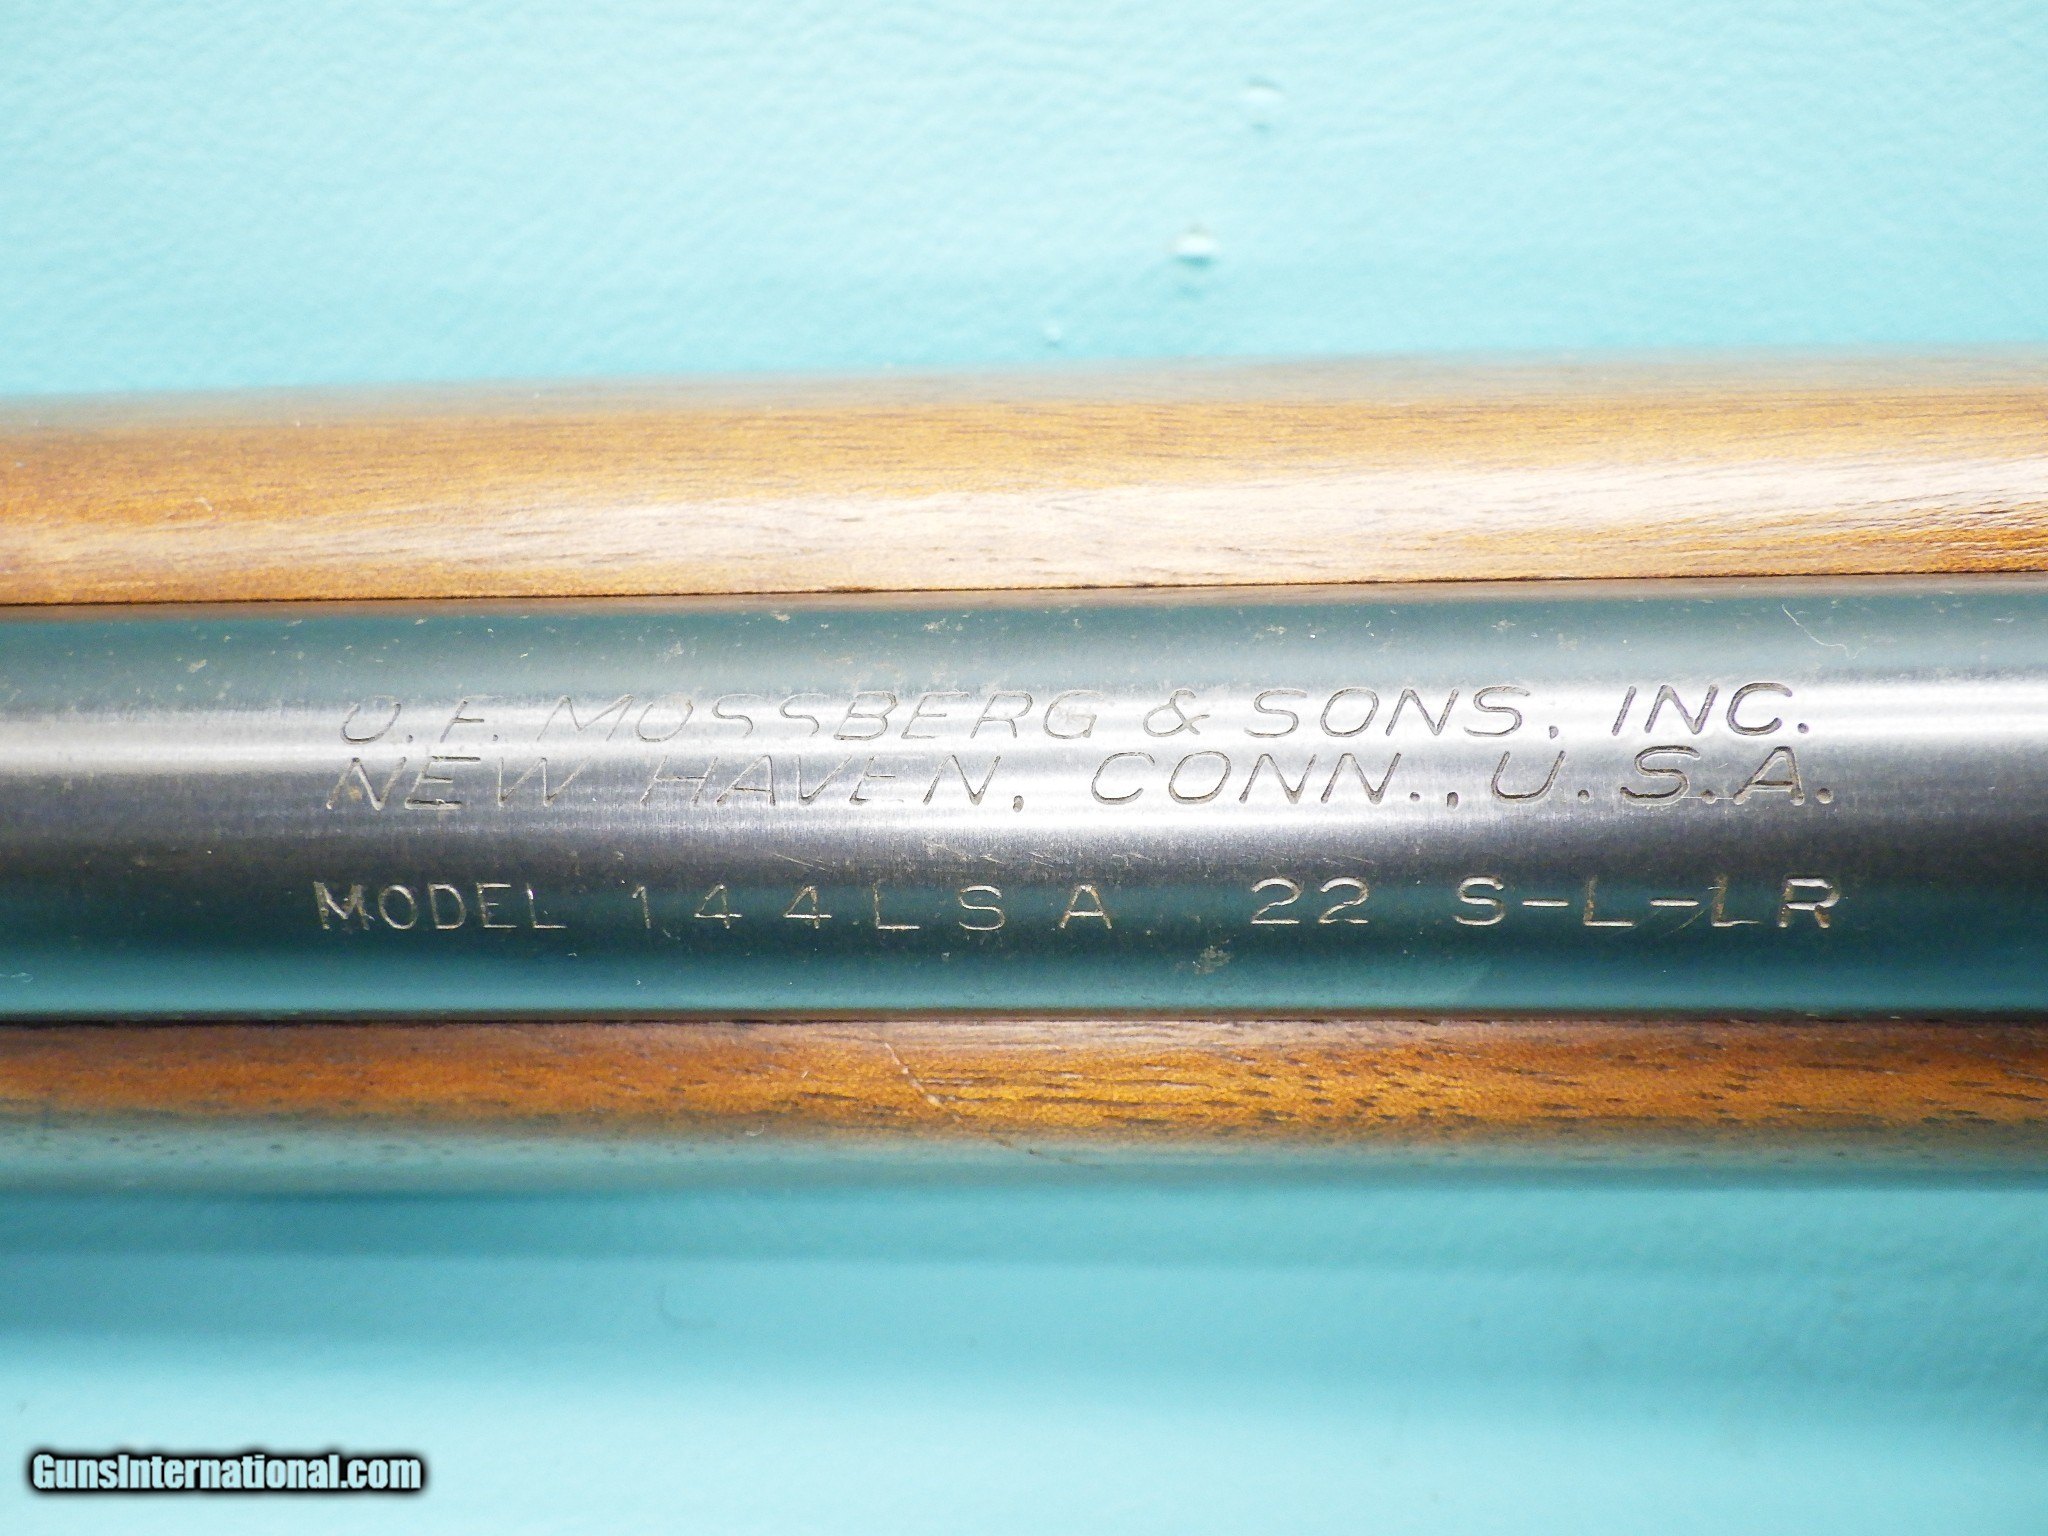 O. F. MOSSBERG & SONS, INC.
NEW HAVEN, CONN., U.S.A.
MODEL 144LSA 22 S-L-LR
GunsInternational.com